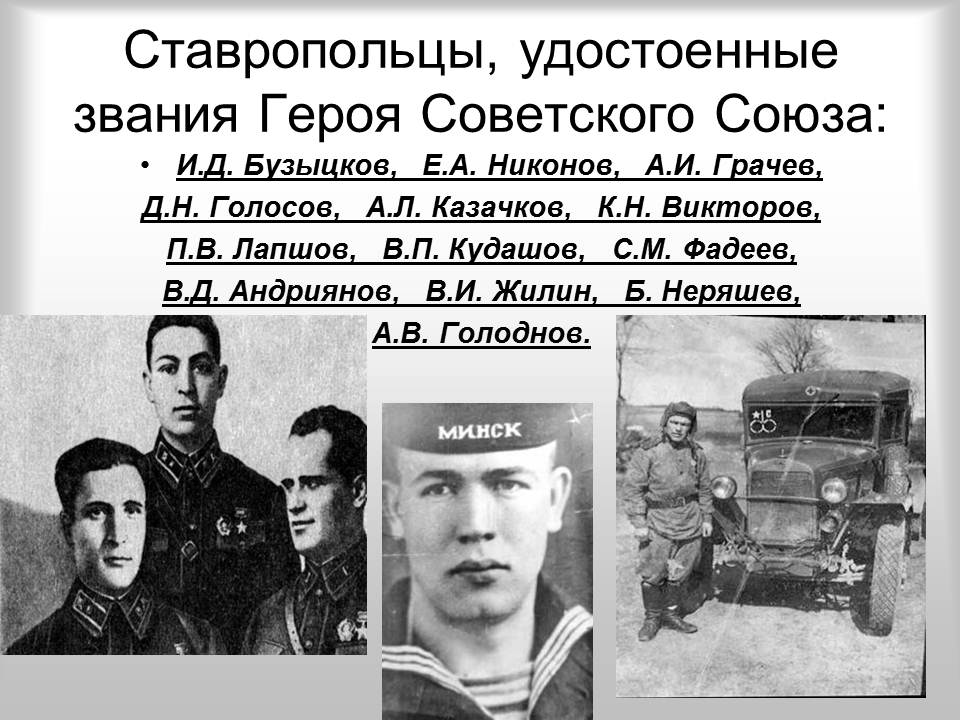 Ставропольцы, удостоенные
звания Героя Советского Союза:
• И.Д. Бузыцков, Е.А. Никонов, А.И. Грачев,
Д.Н. Голосов, А.Л. Казачков, К.Н. Викторов,
П.В. Лапшов, В.П. Кудашов, С.М. Фадеев,
В.Д. Андриянов, В.И. Жилин, Б. Неряшев,
А.В. Голоднов.
МИНСК